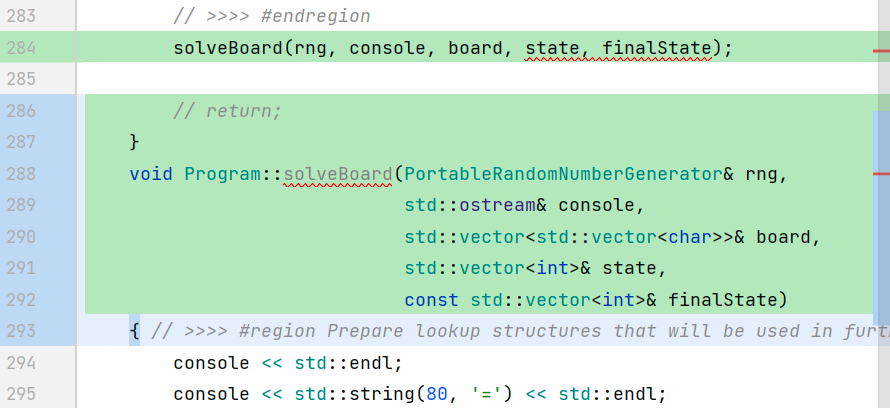 283 // >>>> #endregion
284 solveBoard(rng, console, board, state, finalState);
285
286 // return;
287 }
288 void Program::solveBoard(PortableRandomNumberGenerator& rng,
289 std::ostream& console,
290 std::vector<std::vector<char>>& board,
291 std::vector<int>& state,
292 const std::vector<int>& finalState)
293 { // >>>> #region Prepare lookup structures that will be used in
294 console << std::endl;
295 console << std::string(80, '=') << std::endl;